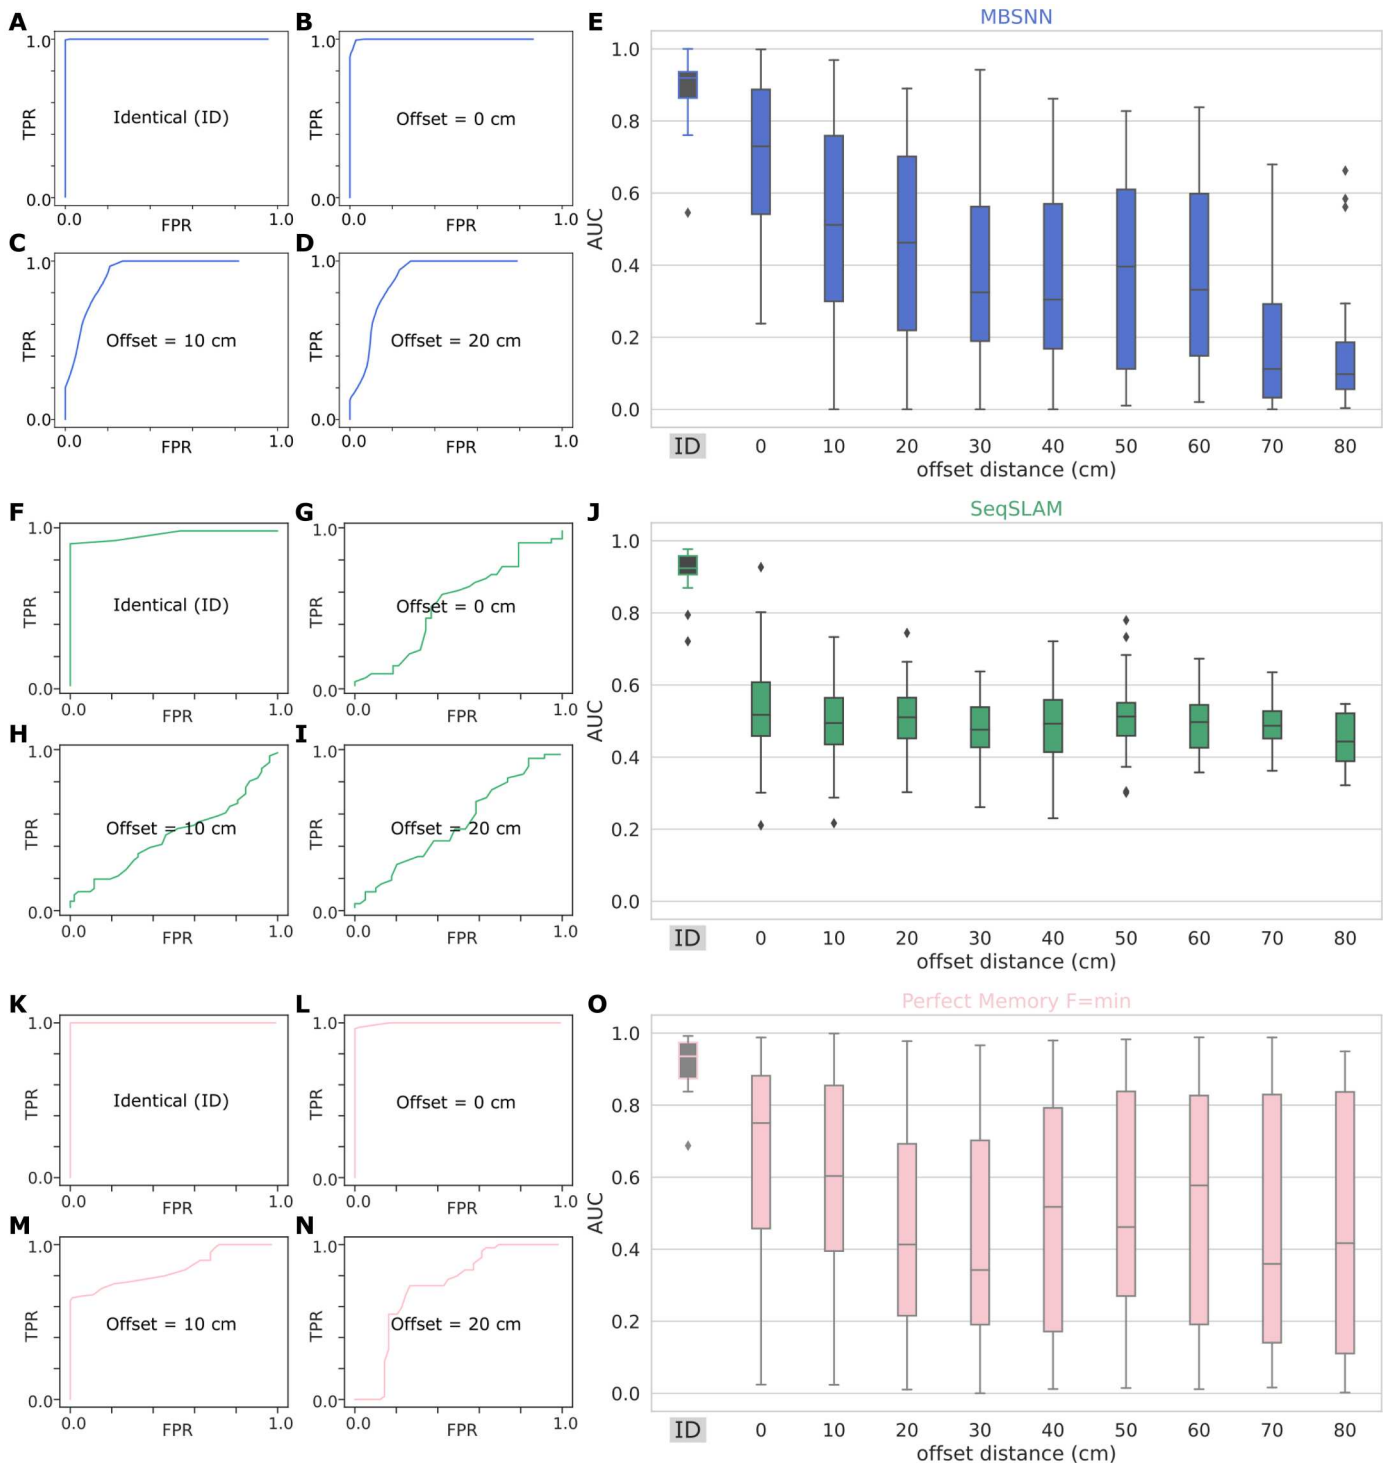 A
1.0
TPR
Identical (ID)
0.0
0.0
1.0
FPR
B
1.0
TPR
Offset = 0 cm
0.0
0.0
1.0
FPR
C
1.0
TPR
Offset = 10 cm
0.0
0.0
1.0
FPR
D
1.0
TPR
Offset = 20 cm
0.0
0.0
1.0
FPR
E
MBSNN
1.0
0.8
0.6
AUC
0.4
0.2
0.0
ID 0 10 20 30 40 50 60 70 80
offset distance (cm)
F
1.0
TPR
Identical (ID)
0.0
0.0
1.0
FPR
G
1.0
TPR
Offset = 0 cm
0.0
0.0
1.0
FPR
H
1.0
TPR
Offset = 10 cm
0.0
0.0
1.0
FPR
I
1.0
TPR
Offset = 20 cm
0.0
0.0
1.0
FPR
J
SeqSLAM
1.0
0.8
0.6
AUC
0.4
0.2
0.0
ID 0 10 20 30 40 50 60 70 80
offset distance (cm)
K
1.0
TPR
Identical (ID)
0.0
0.0
1.0
FPR
L
1.0
TPR
Offset = 0 cm
0.0
0.0
1.0
FPR
M
1.0
TPR
Offset = 10 cm
0.0
0.0
1.0
FPR
N
1.0
TPR
Offset = 20 cm
0.0
0.0
1.0
FPR
O
Perfect Memory F=min
1.0
0.8
0.6
AUC
0.4
0.2
0.0
ID 0 10 20 30 40 50 60 70 80
offset distance (cm)